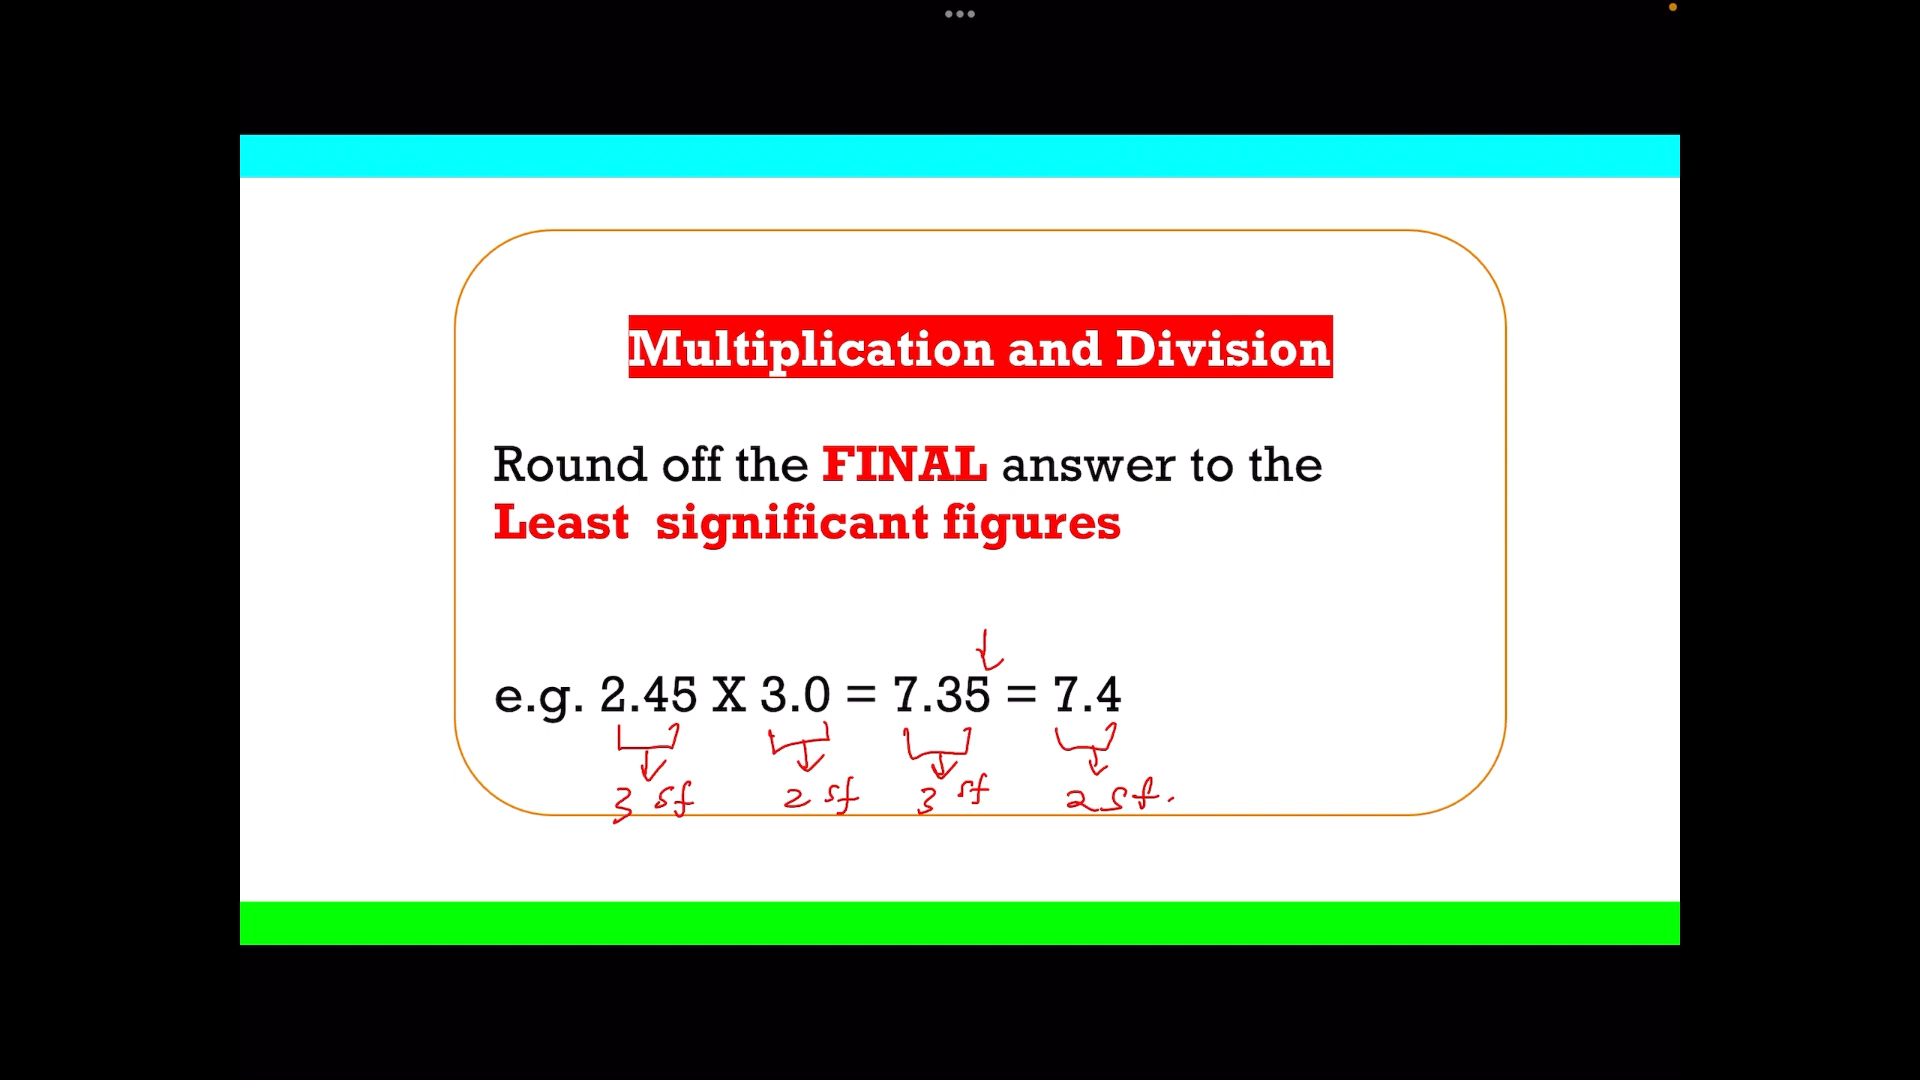 Multiplication and Division
Round off the FINAL answer to the
Least significant figures
e.g. 2.45 X 3.0 = 7.35 = 7.4
3 sf 2 sf 3 sf 2 sf.